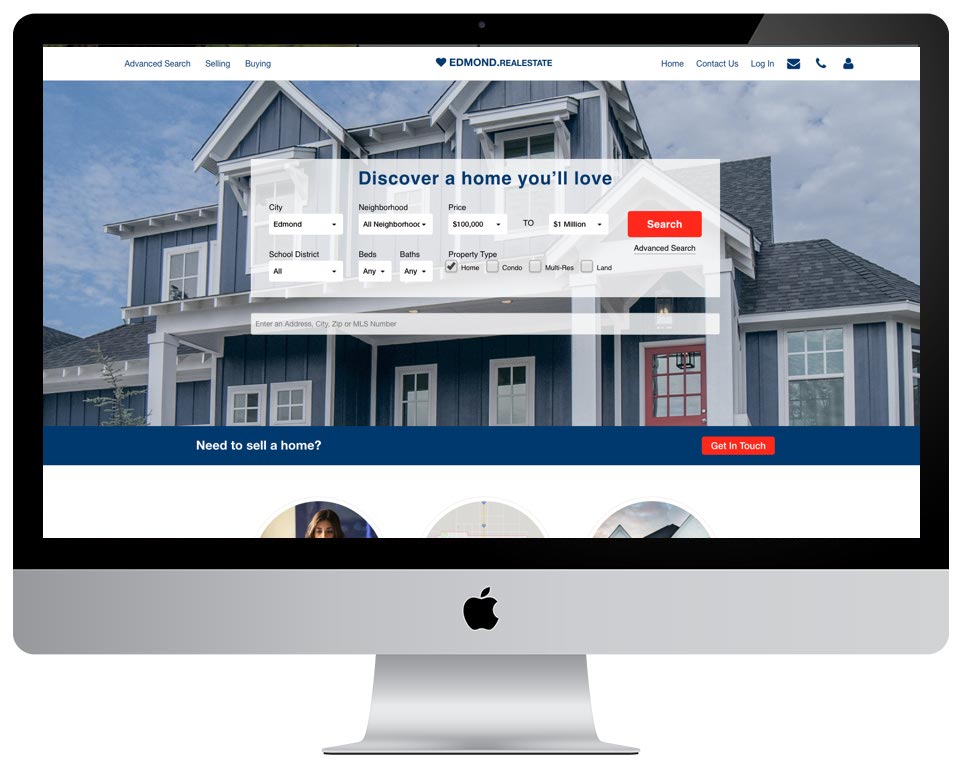 Advanced Search Selling Buying EDMOND.REALESTATE Home Contact Us Log In
Discover a home you'll love
City Neighborhood Price
Edmond All Neighborhooc $100,000 TO $1 Million Search
Advanced Search
School District Beds Baths Property Type
All Any Any Home Condo Multi-Res Land
Enter an Address, City, Zip or MLS Number
Need to sell a home? Get In Touch